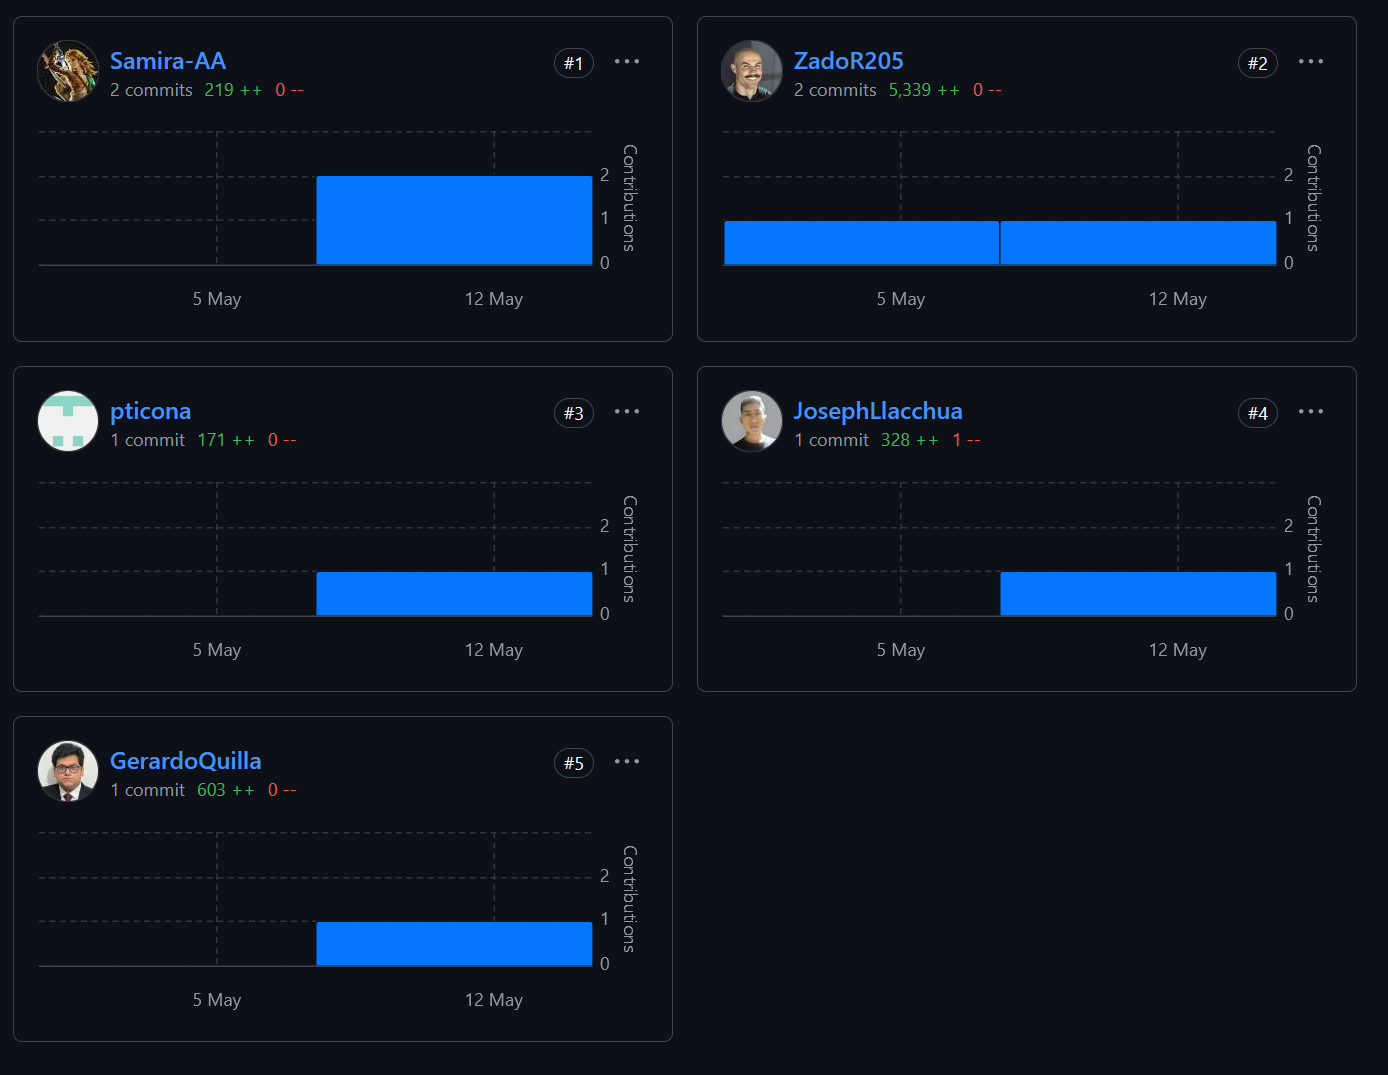 Samira-AA
#1
2 commits 219 ++ 0 --
Contributions
2
1
0
5 May 12 May
ZadoR205
#2
2 commits 5,339 ++ 0 --
Contributions
2
1
0
5 May 12 May
pticona
#3
1 commit 171 ++ 0 --
Contributions
2
1
0
5 May 12 May
JosephLlacchua
#4
1 commit 328 ++ 1 --
Contributions
2
1
0
5 May 12 May
GerardoQuilla
#5
1 commit 603 ++ 0 --
Contributions
2
1
0
5 May 12 May